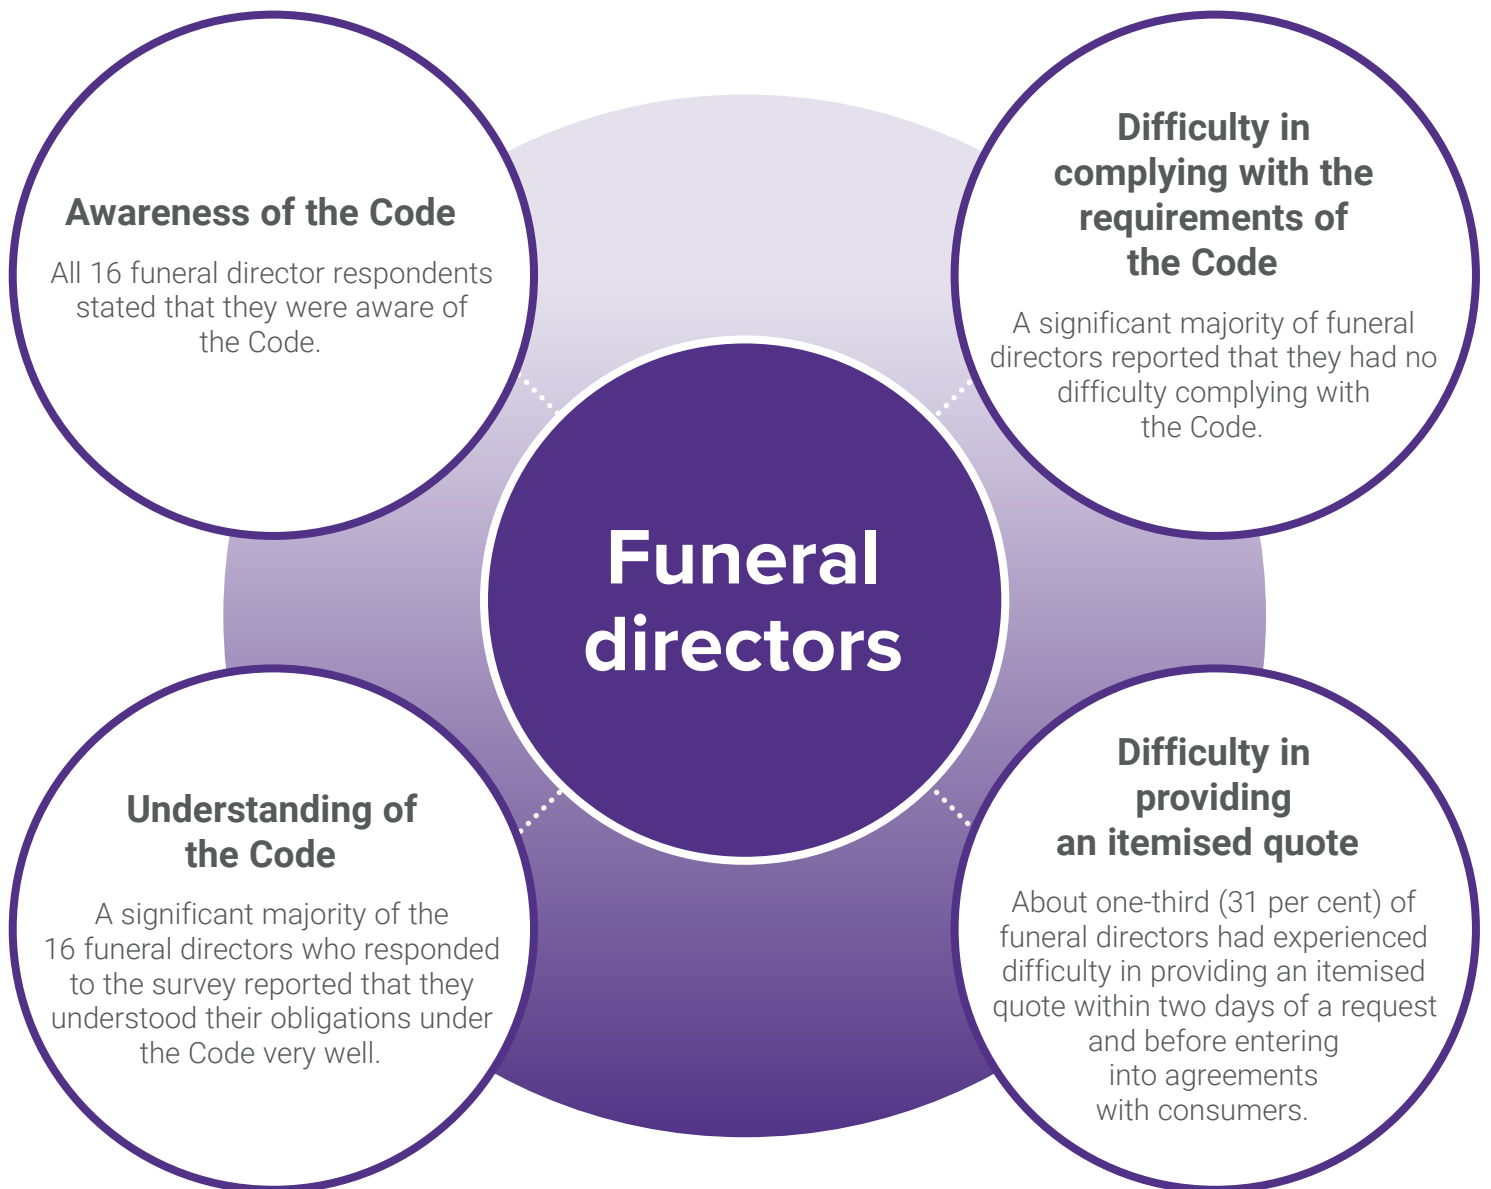 Awareness of the Code
All 16 funeral director respondents
stated that they were aware of
the Code.
Difficulty in
complying with the
requirements of
the Code
A significant majority of funeral
directors reported that they had no
difficulty complying with
the Code.
Funeral
directors
Understanding of
the Code
A significant majority of the
16 funeral directors who responded
to the survey reported that they
understood their obligations under
the Code very well.
Difficulty in
providing
an itemised quote
About one-third (31 per cent) of
funeral directors had experienced
difficulty in providing an itemised
quote within two days of a request
and before entering
into agreements
with consumers.